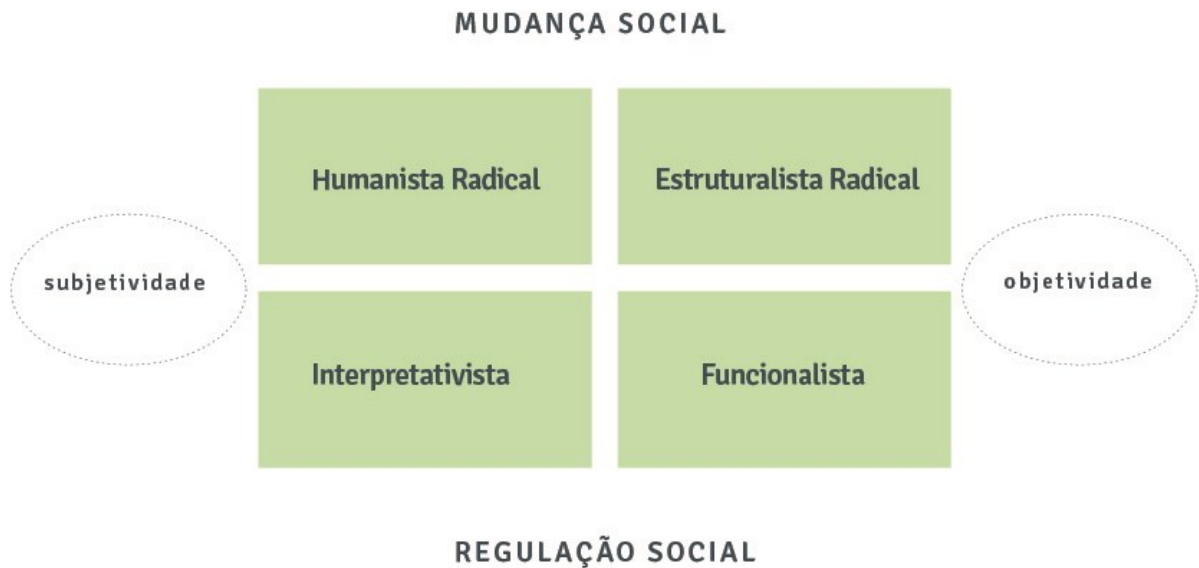 MUDANÇA SOCIAL
Humanista Radical
Estruturalista Radical
subjetividade
objetividade
Interpretativista
Funcionalista
REGULAÇÃO SOCIAL